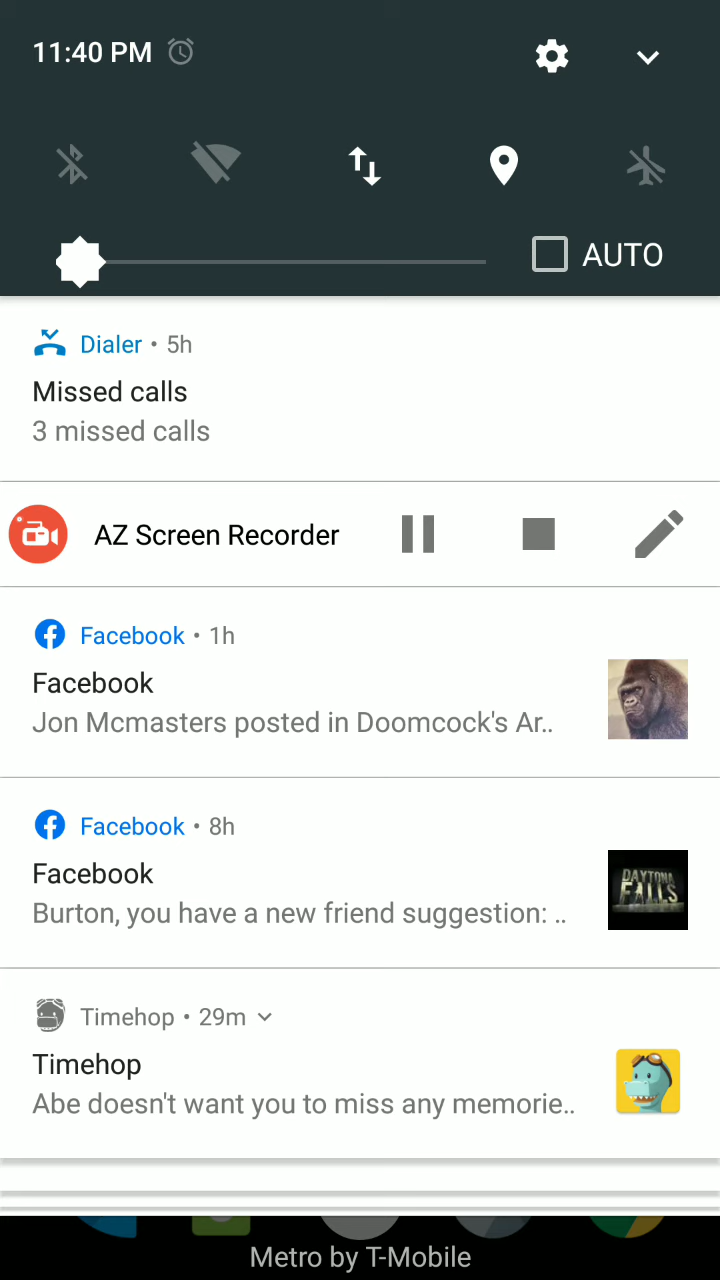 11:40 PM
AUTO
Dialer • 5h
Missed calls
3 missed calls
AZ Screen Recorder
Facebook • 1h
Facebook
Jon Mcmasters posted in Doomcock's Ar..
Facebook • 8h
Facebook
Burton, you have a new friend suggestion: ..
DAYTONA
FALLS
Timehop • 29m
Timehop
Abe doesn't want you to miss any memorie..
Metro by T-Mobile